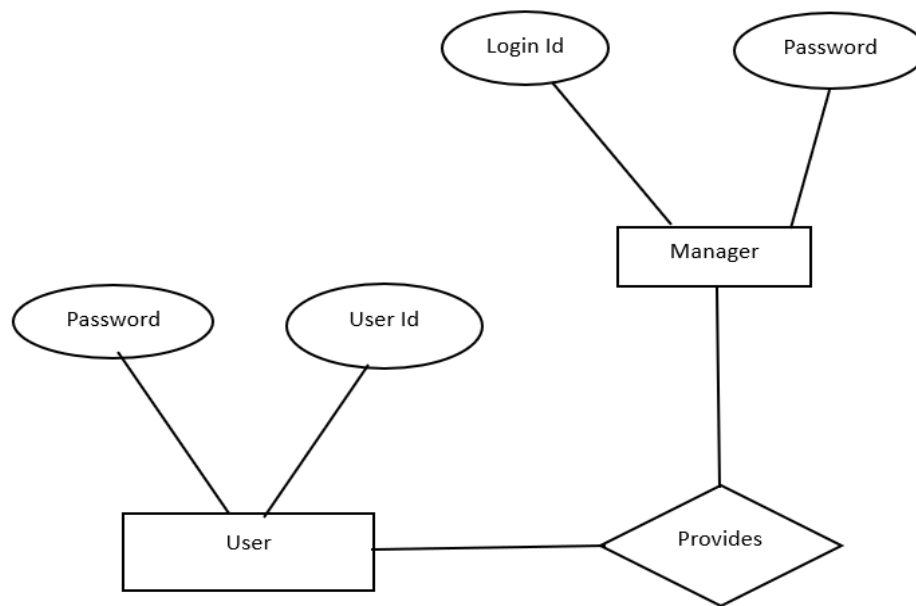 Login Id
Password
Manager
Password
User Id
User
Provides